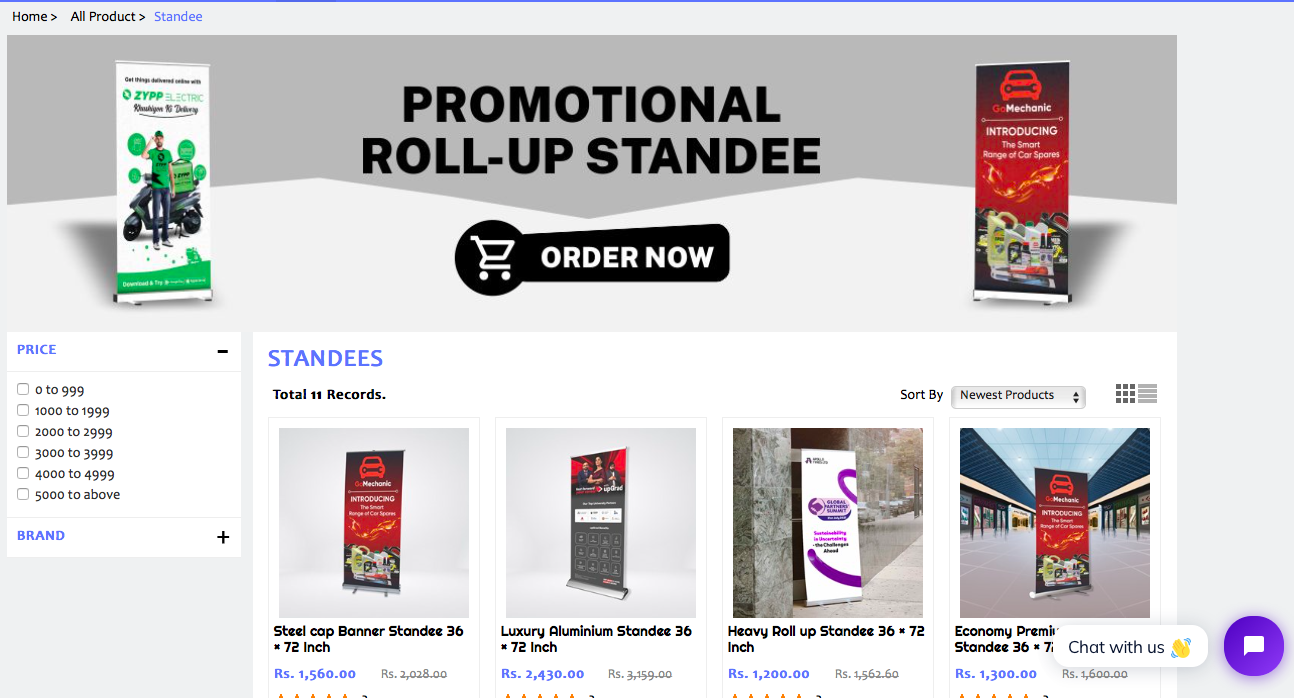 Home > All Product > Standee
Get things delivered online with
ZYPP ELECTRIC
Khushiyon Ki Delivery
Download & Try
PROMOTIONAL
ROLL-UP STANDEE
ORDER NOW
GoMechanic
INTRODUCING
The Smart
Range of Car Spares
PRICE
0 to 999
1000 to 1999
2000 to 2999
3000 to 3999
4000 to 4999
5000 to above
BRAND
STANDEES
Total 11 Records.
Sort By Newest Products
GoMechanic
INTRODUCING
The Smart
Range of Car Spares
upGrad
GLOBAL
PARTNERS'
SUMMIT
Sustainability
in Uncertainty
- the Challenges
Ahead
GoMechanic
INTRODUCING
The Smart
Range of Car Spares
Steel cap Banner Standee 36
× 72 Inch
Rs. 1,560.00 Rs. 2,028.00
Luxury Aluminium Standee 36
× 72 Inch
Rs. 2,430.00 Rs. 3,159.00
Heavy Roll up Standee 36 × 72
Inch
Rs. 1,200.00 Rs. 1,562.60
Economy Premi
Standee 36 × 7
Rs. 1,300.00 Rs. 1,600.00
Chat with us 👋